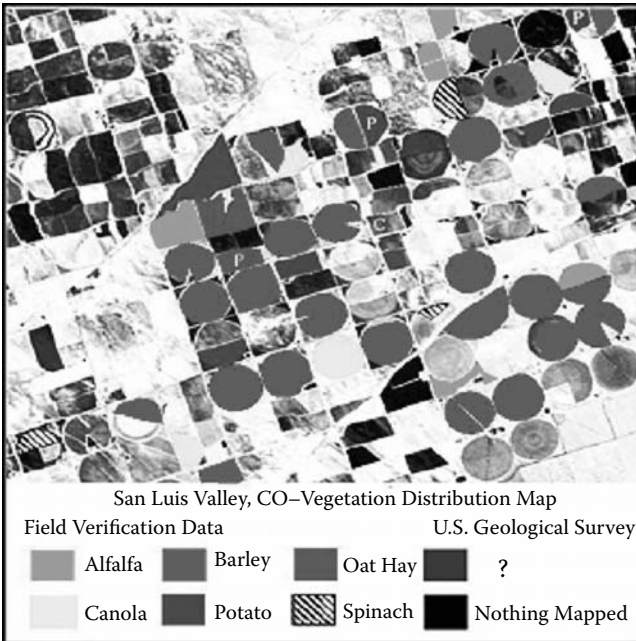 P
P
C
P
San Luis Valley, CO–Vegetation Distribution Map
Field Verification Data U.S. Geological Survey
Alfalfa Barley Oat Hay ?
Canola Potato Spinach Nothing Mapped